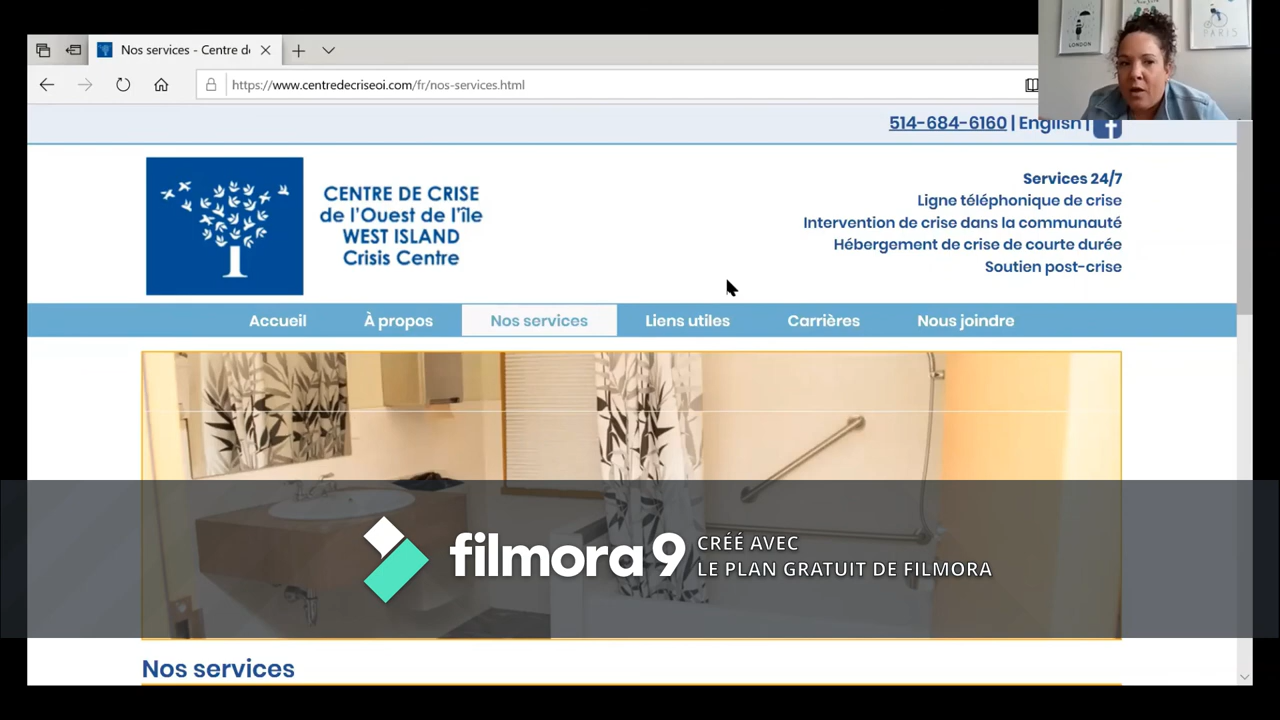 Nos services - Centre de
https://www.centredecriseoi.com/fr/nos-services.html
LONDON
PARIS
514-684-6160 | English |
CENTRE DE CRISE
de l'Ouest de l'île
WEST ISLAND
Crisis Centre
Services 24/7
Ligne téléphonique de crise
Intervention de crise dans la communauté
Hébergement de crise de courte durée
Soutien post-crise
Accueil
À propos
Nos services
Liens utiles
Carrières
Nous joindre
filmora9
CRÉÉ AVEC
LE PLAN GRATUIT DE FILMORA
Nos services